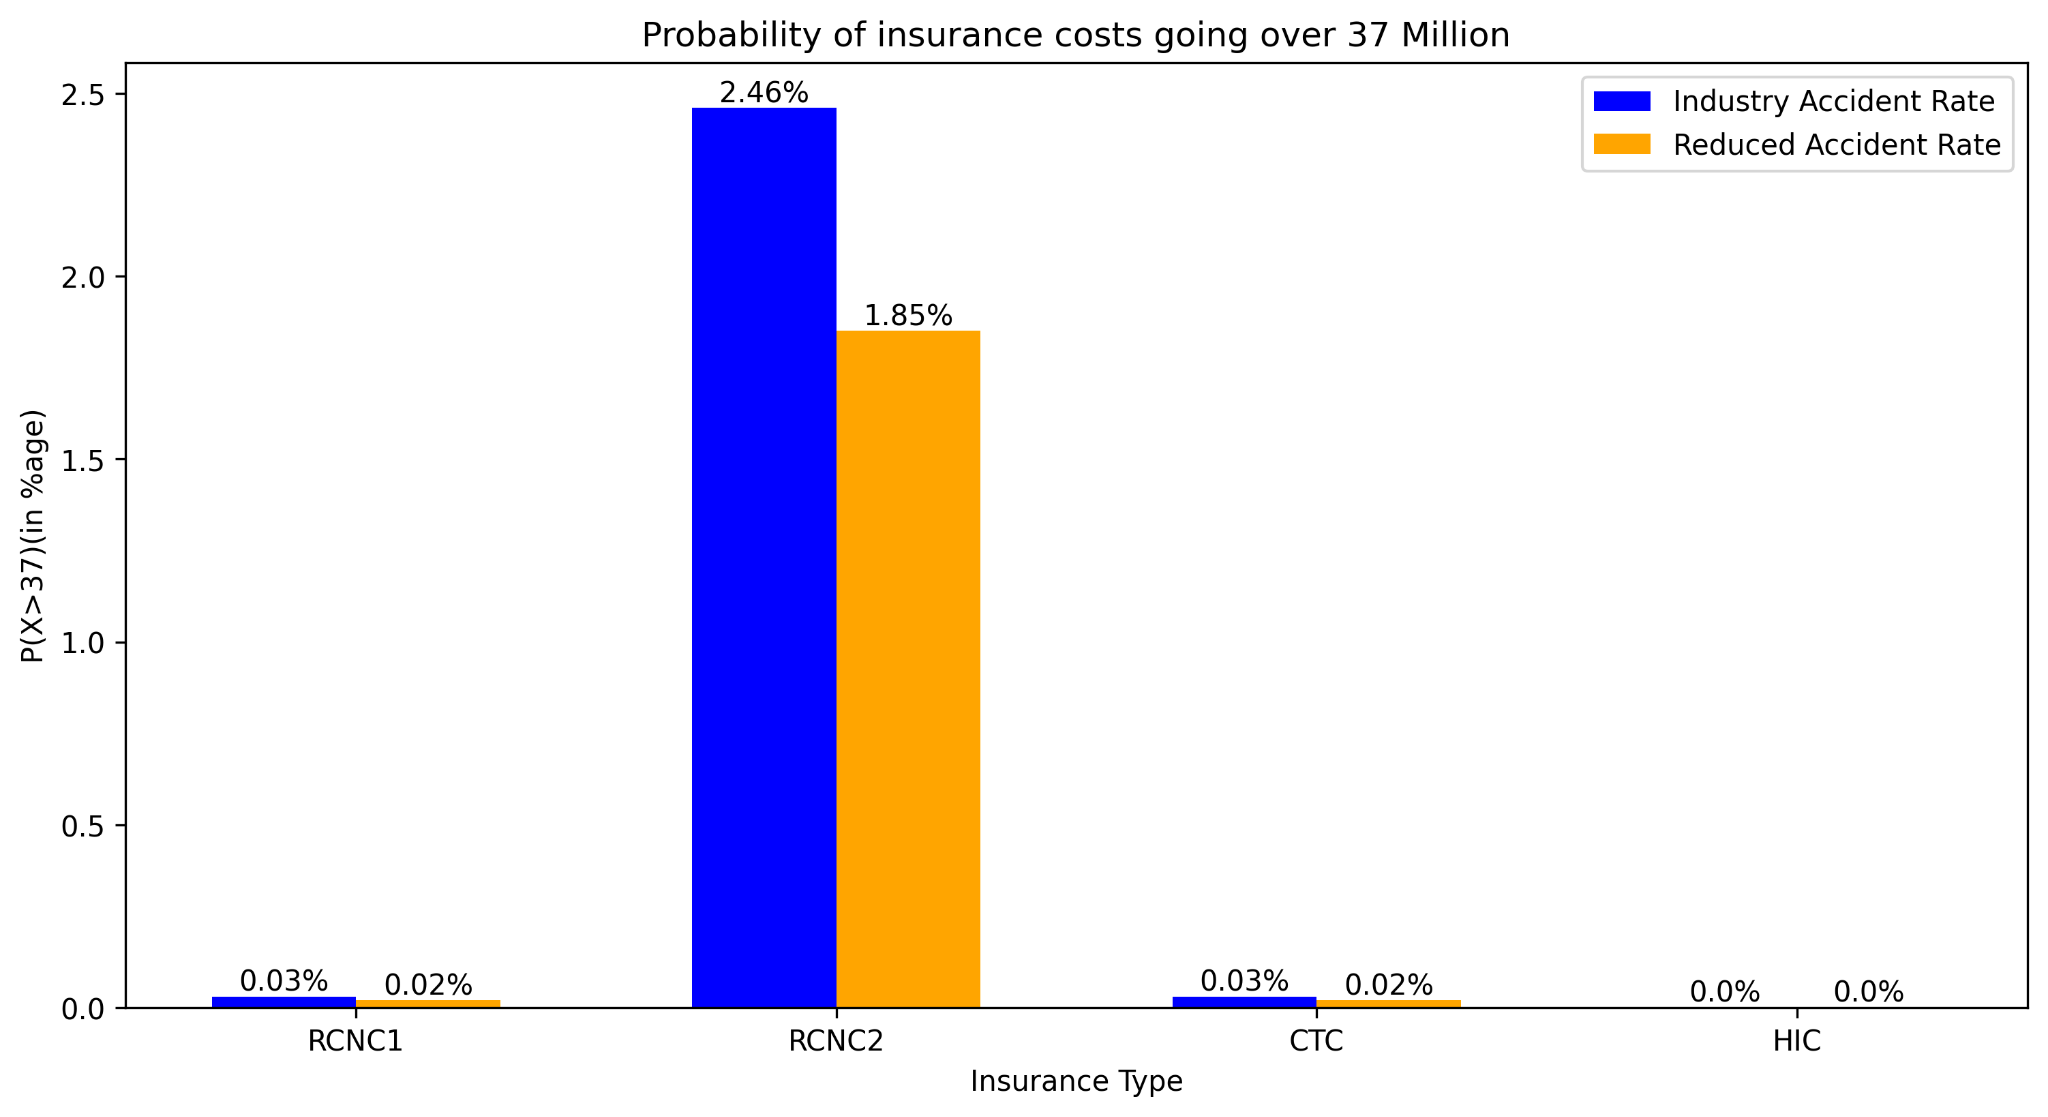 Probability of insurance costs going over 37 Million
Industry Accident Rate
Reduced Accident Rate
P(X>37)(in %age)
2.5
2.0
1.5
1.0
0.5
0.0
0.03%
0.02%
2.46%
1.85%
0.03%
0.02%
0.0%
0.0%
RCNC1
RCNC2
CTC
HIC
Insurance Type